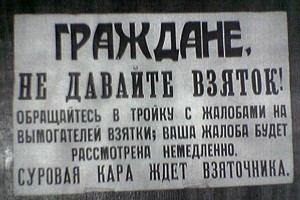 ГРАЖДАНЕ,
НЕ ДАВАЙТЕ ВЗЯТОК!
ОБРАЩАЙТЕСЬ В ТРОЙКУ С ЖАЛОБАМИ НА
ВЫМОГАТЕЛЕЙ ВЗЯТКИ; ВАША ЖАЛОБА БУДЕТ
РАССМОТРЕНА НЕМЕДЛЕННО.
СУРОВАЯ КАРА ЖДЕТ ВЗЯТОЧНИКА.